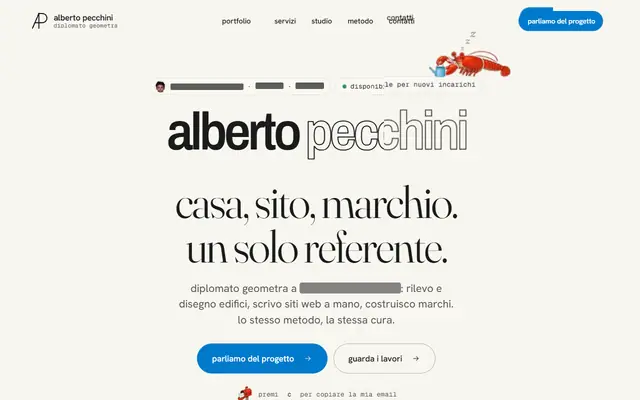 alberto pecchini
diplomato geometra
portfolio
servizi
studio
metodo
contatti
contatti
parliamo del progetto
z
z
z
· ·
disponibile per nuovi incarichi
alberto pecchini
casa, sito, marchio.
un solo referente.
diplomato geometra a : rilevo e
disegno edifici, scrivo siti web a mano, costruisco marchi.
lo stesso metodo, la stessa cura.
parliamo del progetto →
guarda i lavori →
premi c per copiare la mia email